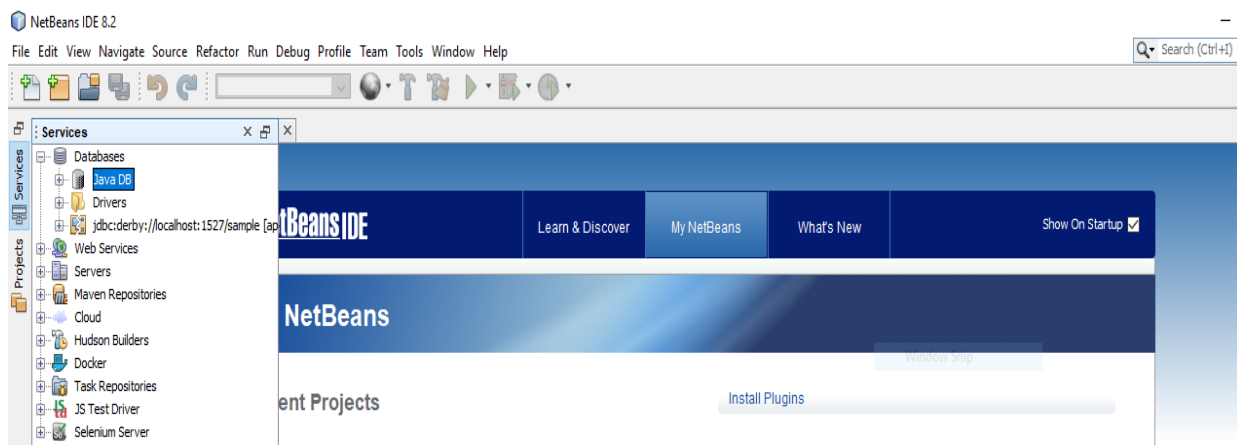 NetBeans IDE 8.2
File Edit View Navigate Source Refactor Run Debug Profile Team Tools Window Help
Search (Ctrl+I)
Services
Services
Projects
Databases
Java DB
Drivers
jdbc:derby://localhost:1527/sample [ap
Web Services
Servers
Maven Repositories
Cloud
Hudson Builders
Docker
Task Repositories
JS Test Driver
Selenium Server
tBeans IDE
Learn & Discover
My NetBeans
What's New
Show On Startup
NetBeans
Window Snip
ent Projects
Install Plugins